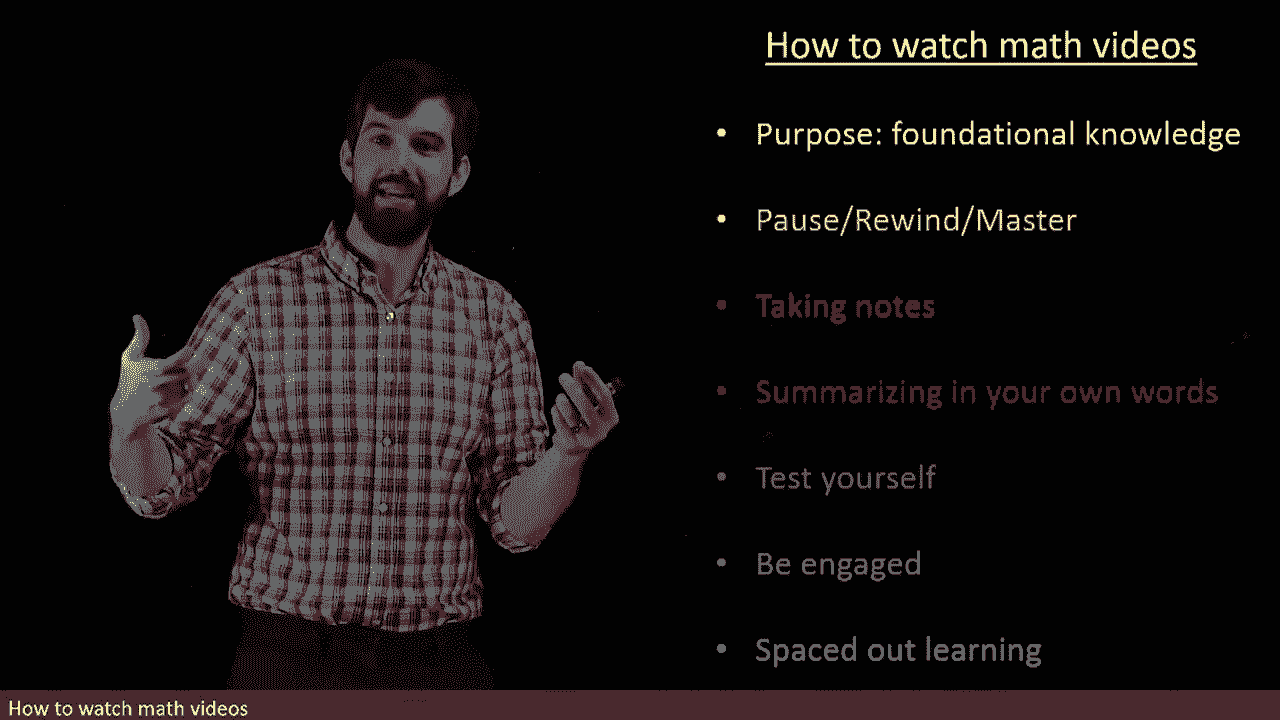 How to watch math videos
• Purpose: foundational knowledge
• Pause/Rewind/Master
• Taking notes
• Summarizing in your own words
• Test yourself
• Be engaged
• Spaced out learning
How to watch math videos